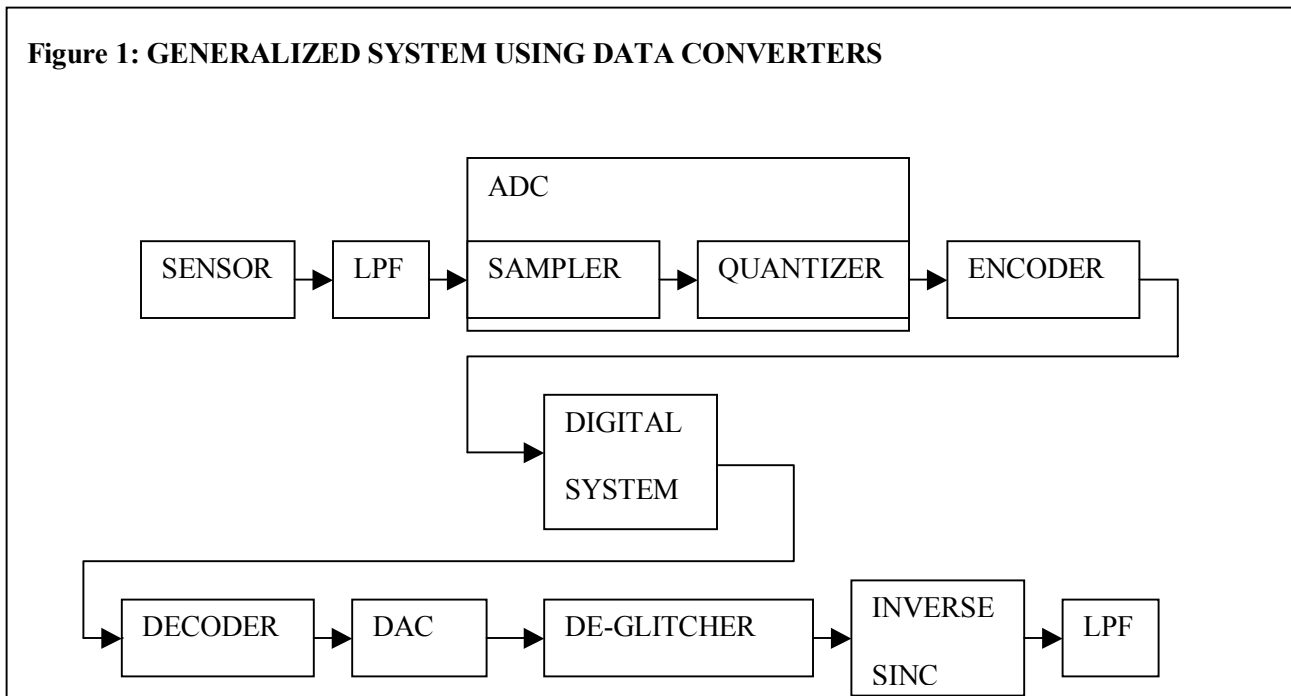 Figure 1: GENERALIZED SYSTEM USING DATA CONVERTERS
ADC
SENSOR
LPF
SAMPLER
QUANTIZER
ENCODER
DIGITAL
SYSTEM
DECODER
DAC
DE-GLITCHER
INVERSE
SINC
LPF